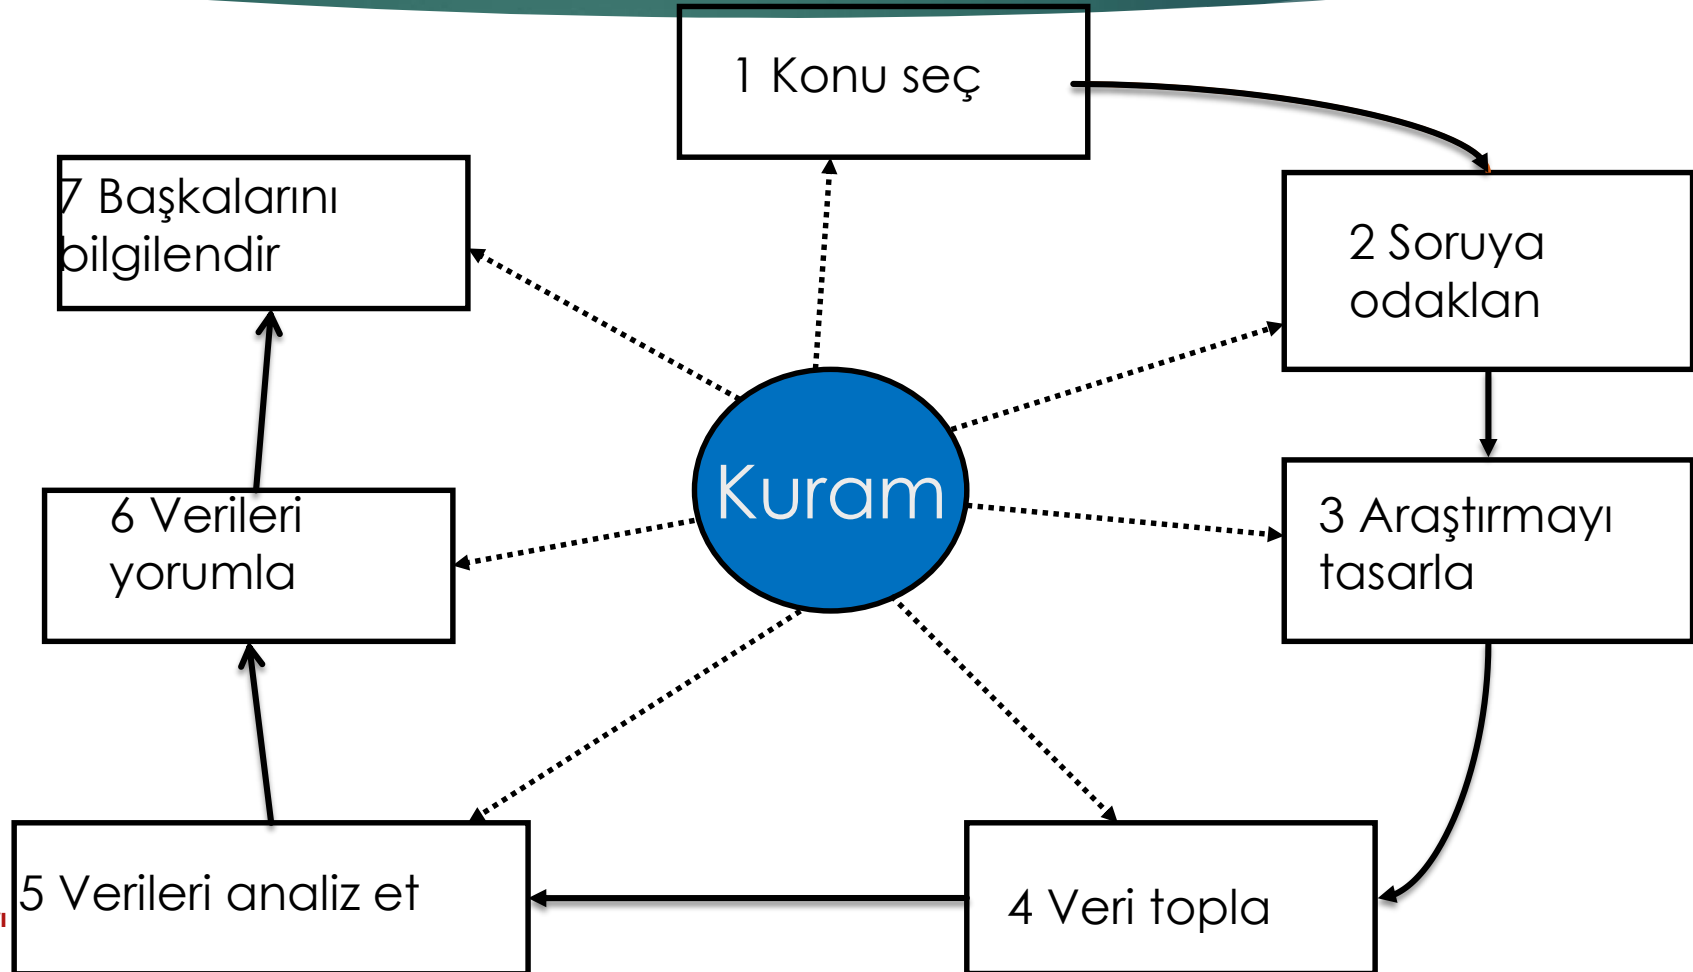 1 Konu seç
2 Soruya
odaklan
3 Araştırmayı
tasarla
4 Veri topla
5 Verileri analiz et
6 Verileri
yorumla
7 Başkalarını
bilgilendir
Kuram